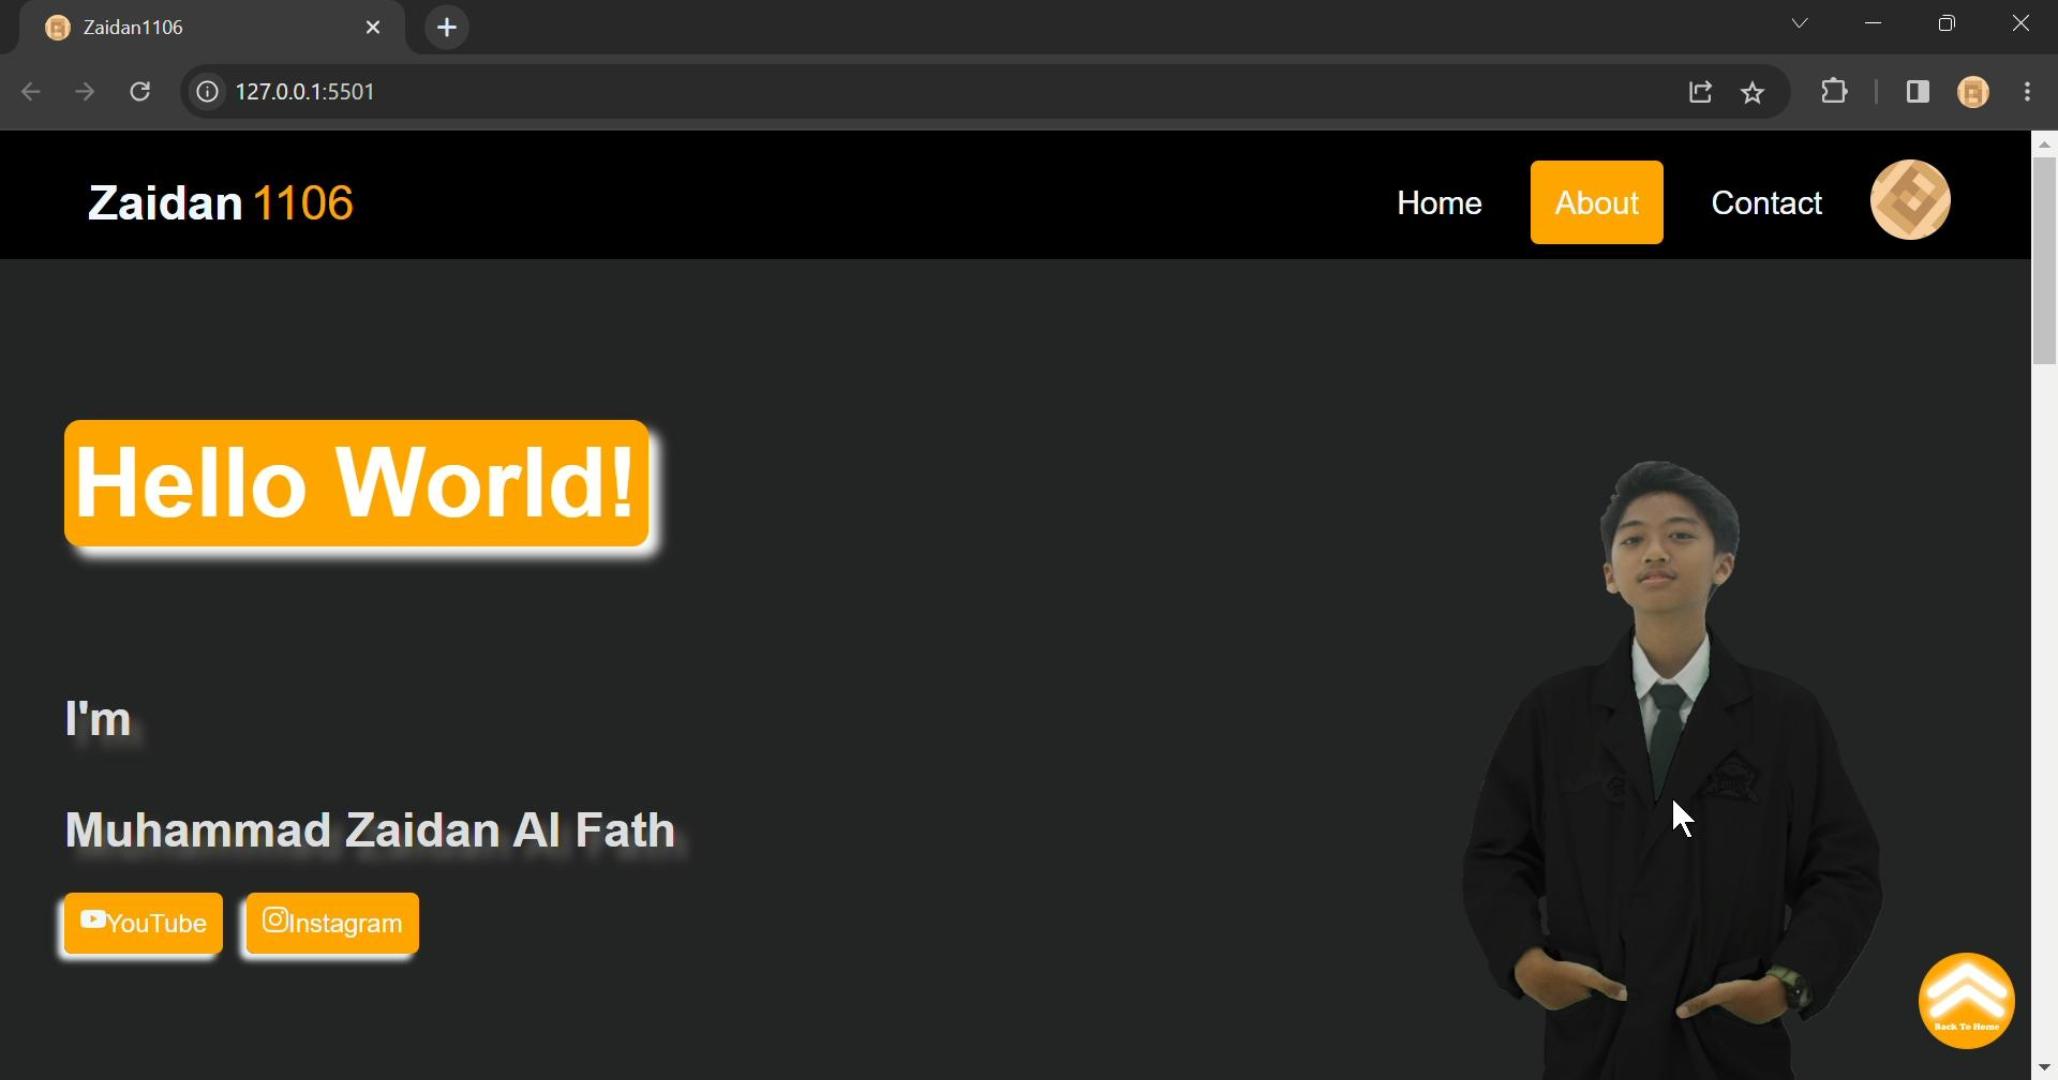 Zaidan1106
127.0.0.1:5501
Zaidan 1106
Home About Contact
Hello World!
I'm
Muhammad Zaidan Al Fath
YouTube Instagram
Back To Home